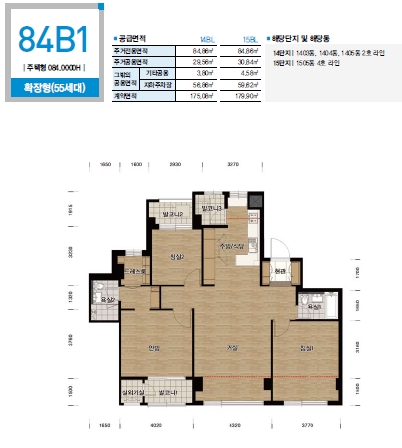 84B1
| 주택형 084.0000H |
확장형(55세대)
■ 공급면적 14BL 15BL
주거전용면적 84.86㎡ 84.86㎡
주거공용면적 29.56㎡ 30.84㎡
그밖의 공용면적 기타공용 3.80㎡ 4.58㎡
지하주차장 56.86㎡ 59.62㎡
계약면적 175.08㎡ 179.90㎡
■ 해당단지 및 해당동
14단지 | 1403동, 1404동, 1405동 2호 라인
15단지 | 1505동 4호 라인
1650 1800 2930 3270
1915
3230
1320
3760
1500
발코니2
발코니3
주방/식당
침실2
드레스룸
현관
욕실2
욕실1
안방
거실
침실1
실외기실
발코니1
1700
1650
3160
1500
1650 4020 4320 3770